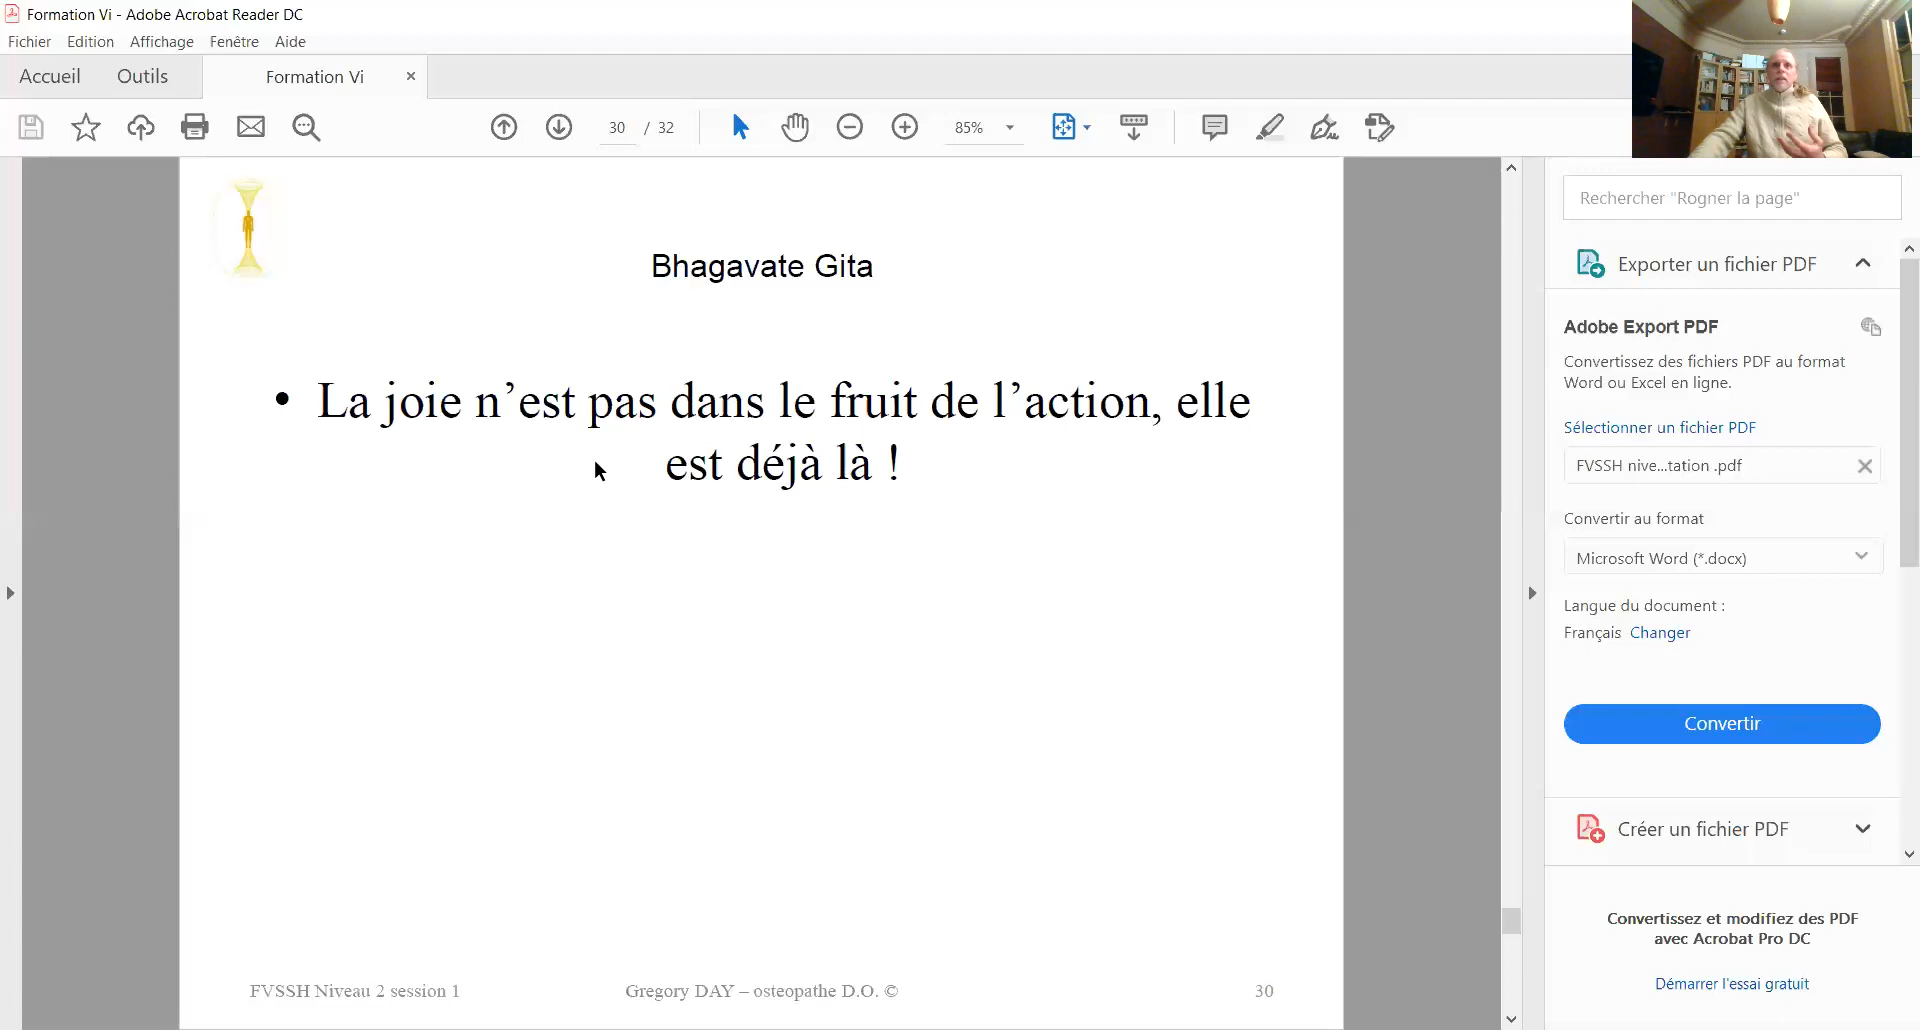 Formation Vi - Adobe Acrobat Reader DC
Fichier Edition Affichage Fenêtre Aide
Accueil Outils Formation Vi ×
30 / 32 85%
Bhagavate Gita
• La joie n’est pas dans le fruit de l’action, elle
est déjà là !
FVSSH Niveau 2 session 1 Gregory DAY – osteopathe D.O. © 30
Rechercher "Rogner la page"
Exporter un fichier PDF
Adobe Export PDF
Convertissez des fichiers PDF au format
Word ou Excel en ligne.
Sélectionner un fichier PDF
FVSSH nive...tation .pdf
Convertir au format
Microsoft Word (*.docx)
Langue du document :
Français Changer
Convertir
Créer un fichier PDF
Convertissez et modifiez des PDF
avec Acrobat Pro DC
Démarrer l'essai gratuit